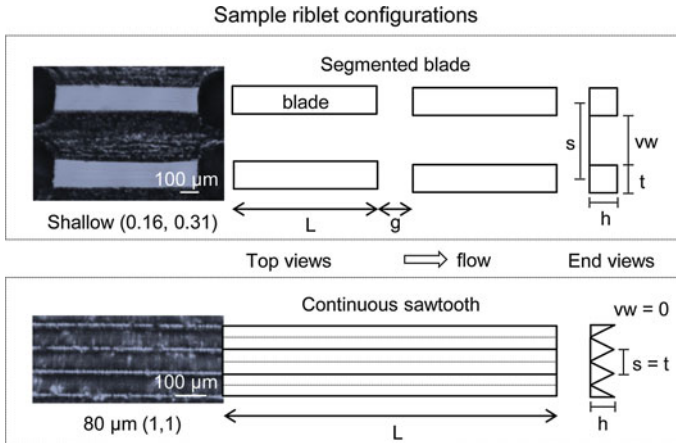 Sample riblet configurations
Segmented blade
blade
100 µm
Shallow (0.16, 0.31)
L
g
s
vw
t
h
Top views
flow
End views
Continuous sawtooth
vw = 0
100 µm
80 µm (1,1)
L
s = t
h